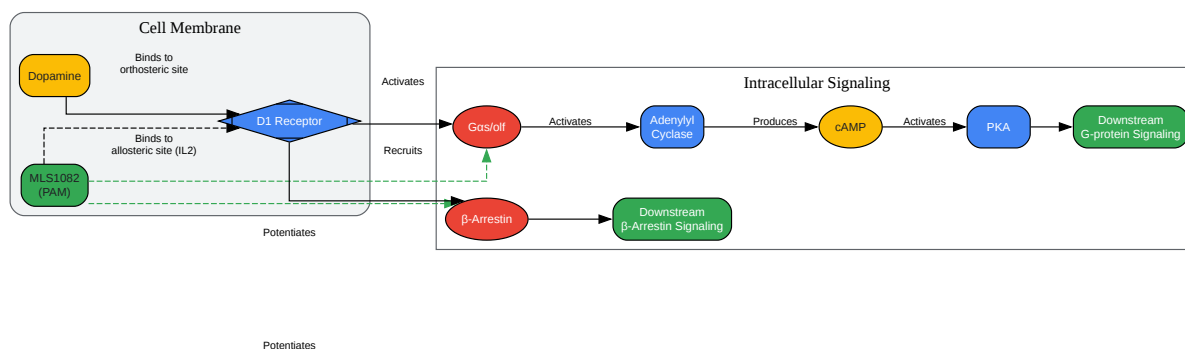 Cell Membrane
Binds to
orthosteric site
Dopamine
Activates
Intracellular Signaling
D1 Receptor
Gαs/olf
Activates
Adenylyl
Cyclase
Produces
cAMP
Activates
PKA
Downstream
G-protein Signaling
Binds to
allosteric site (IL2)
Recruits
MLS1082
(PAM)
β-Arrestin
Downstream
β-Arrestin Signaling
Potentiates
Potentiates